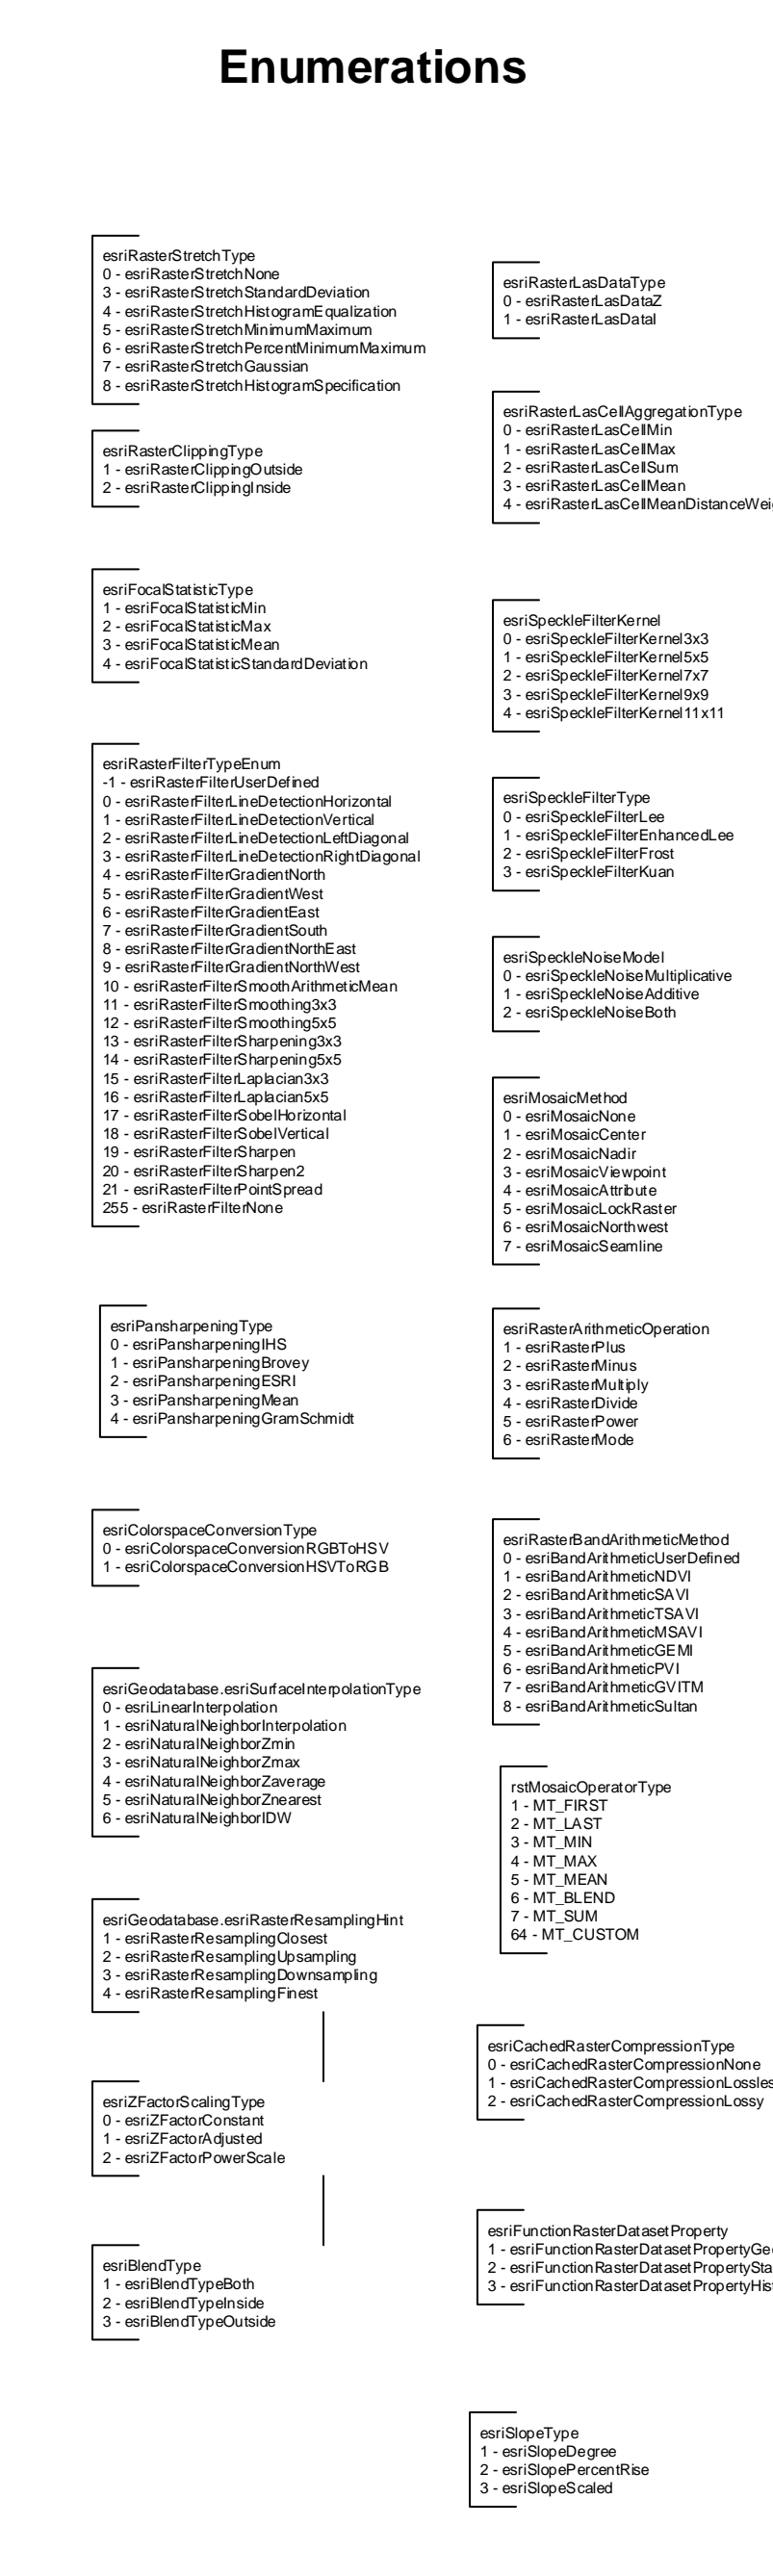 Enumerations
esriRasterStretchType
0 - esriRasterStretchNone
3 - esriRasterStretchStandardDeviation
4 - esriRasterStretchHistogramEqualization
5 - esriRasterStretchMinimumMaximum
6 - esriRasterStretchPercentMinimumMaximum
7 - esriRasterStretchGaussian
8 - esriRasterStretchHistogramSpecification
esriRasterClippingType
1 - esriRasterClippingOutside
2 - esriRasterClippingInside
esriFocalStatisticType
1 - esriFocalStatisticMin
2 - esriFocalStatisticMax
3 - esriFocalStatisticMean
4 - esriFocalStatisticStandardDeviation
esriRasterFilterTypeEnum
-1 - esriRasterFilterUserDefined
0 - esriRasterFilterLineDetectionHorizontal
1 - esriRasterFilterLineDetectionVertical
2 - esriRasterFilterLineDetectionLeftDiagonal
3 - esriRasterFilterLineDetectionRightDiagonal
4 - esriRasterFilterGradientNorth
5 - esriRasterFilterGradientWest
6 - esriRasterFilterGradientEast
7 - esriRasterFilterGradientSouth
8 - esriRasterFilterGradientNorthEast
9 - esriRasterFilterGradientNorthWest
10 - esriRasterFilterSmoothArithmeticMean
11 - esriRasterFilterSmoothing3x3
12 - esriRasterFilterSmoothing5x5
13 - esriRasterFilterSharpening3x3
14 - esriRasterFilterSharpening5x5
15 - esriRasterFilterLaplacian3x3
16 - esriRasterFilterLaplacian5x5
17 - esriRasterFilterSobelHorizontal
18 - esriRasterFilterSobelVertical
19 - esriRasterFilterSharpen
20 - esriRasterFilterSharpen2
21 - esriRasterFilterPointSpread
255 - esriRasterFilterNone
esriPansharpeningType
0 - esriPansharpeningIHS
1 - esriPansharpeningBrovey
2 - esriPansharpeningESRI
3 - esriPansharpeningMean
4 - esriPansharpeningGramSchmidt
esriColorspaceConversionType
0 - esriColorspaceConversionRGBToHSV
1 - esriColorspaceConversionHSVToRGB
esriGeodatabase.esriSurfaceInterpolationType
0 - esriLinearInterpolation
1 - esriNaturalNeighborInterpolation
2 - esriNaturalNeighborZmin
3 - esriNaturalNeighborZmax
4 - esriNaturalNeighborZaverage
5 - esriNaturalNeighborZnearest
6 - esriNaturalNeighborIDW
esriGeodatabase.esriRasterResamplingHint
1 - esriRasterResamplingClosest
2 - esriRasterResamplingUpsampling
3 - esriRasterResamplingDownsampling
4 - esriRasterResamplingFinest
esriZFactorScalingType
0 - esriZFactorConstant
1 - esriZFactorAdjusted
2 - esriZFactorPowerScale
esriBlendType
1 - esriBlendTypeBoth
2 - esriBlendTypeInside
3 - esriBlendTypeOutside
esriRasterLasDataType
0 - esriRasterLasDataZ
1 - esriRasterLasDataI
esriRasterLasCellAggregationType
0 - esriRasterLasCellMin
1 - esriRasterLasCellMax
2 - esriRasterLasCellSum
3 - esriRasterLasCellMean
4 - esriRasterLasCellMeanDistanceWei
esriSpeckleFilterKernel
0 - esriSpeckleFilterKernel3x3
1 - esriSpeckleFilterKernel5x5
2 - esriSpeckleFilterKernel7x7
3 - esriSpeckleFilterKernel9x9
4 - esriSpeckleFilterKernel11x11
esriSpeckleFilterType
0 - esriSpeckleFilterLee
1 - esriSpeckleFilterEnhancedLee
2 - esriSpeckleFilterFrost
3 - esriSpeckleFilterKuan
esriSpeckleNoiseModel
0 - esriSpeckleNoiseMultiplicative
1 - esriSpeckleNoiseAdditive
2 - esriSpeckleNoiseBoth
esriMosaicMethod
0 - esriMosaicNone
1 - esriMosaicCenter
2 - esriMosaicNadir
3 - esriMosaicViewpoint
4 - esriMosaicAttribute
5 - esriMosaicLockRaster
6 - esriMosaicNorthwest
7 - esriMosaicSeamline
esriRasterArithmeticOperation
1 - esriRasterPlus
2 - esriRasterMinus
3 - esriRasterMultiply
4 - esriRasterDivide
5 - esriRasterPower
6 - esriRasterMode
esriRasterBandArithmeticMethod
0 - esriBandArithmeticUserDefined
1 - esriBandArithmeticNDVI
2 - esriBandArithmeticSAVI
3 - esriBandArithmeticTSAVI
4 - esriBandArithmeticMSAVI
5 - esriBandArithmeticGEMI
6 - esriBandArithmeticPVI
7 - esriBandArithmeticGVITM
8 - esriBandArithmeticSultan
rstMosaicOperatorType
1 - MT_FIRST
2 - MT_LAST
3 - MT_MIN
4 - MT_MAX
5 - MT_MEAN
6 - MT_BLEND
7 - MT_SUM
64 - MT_CUSTOM
esriCachedRasterCompressionType
0 - esriCachedRasterCompressionNone
1 - esriCachedRasterCompressionLossles
2 - esriCachedRasterCompressionLossy
esriFunctionRasterDatasetProperty
1 - esriFunctionRasterDatasetPropertyGe
2 - esriFunctionRasterDatasetPropertySta
3 - esriFunctionRasterDatasetPropertyHis
esriSlopeType
1 - esriSlopeDegree
2 - esriSlopePercentRise
3 - esriSlopeScaled